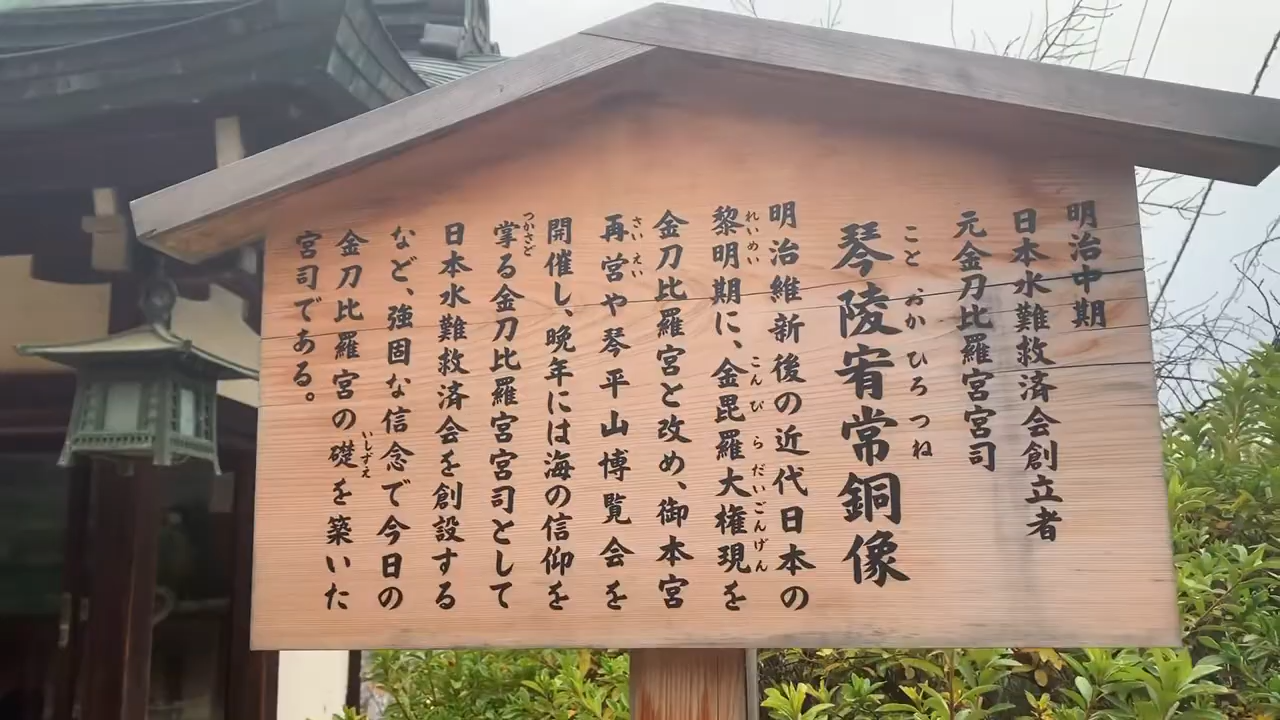 明治中期
日本水難救済会創立者
元金刀比羅宮宮司
ことおかひろつね
琴陵宥常銅像
明治維新後の近代日本の
れいめい
黎明期に、金毘羅大権現を
こんぴらだいごんげん
金刀比羅宮と改め、御本宮
さいえい
再営や琴平山博覧会を
開催し、晩年には海の信仰を
つかさど
掌る金刀比羅宮宮司として
日本水難救済会を創設する
など、強固な信念で今日の
いしずえ
金刀比羅宮の礎を築いた
宮司である。